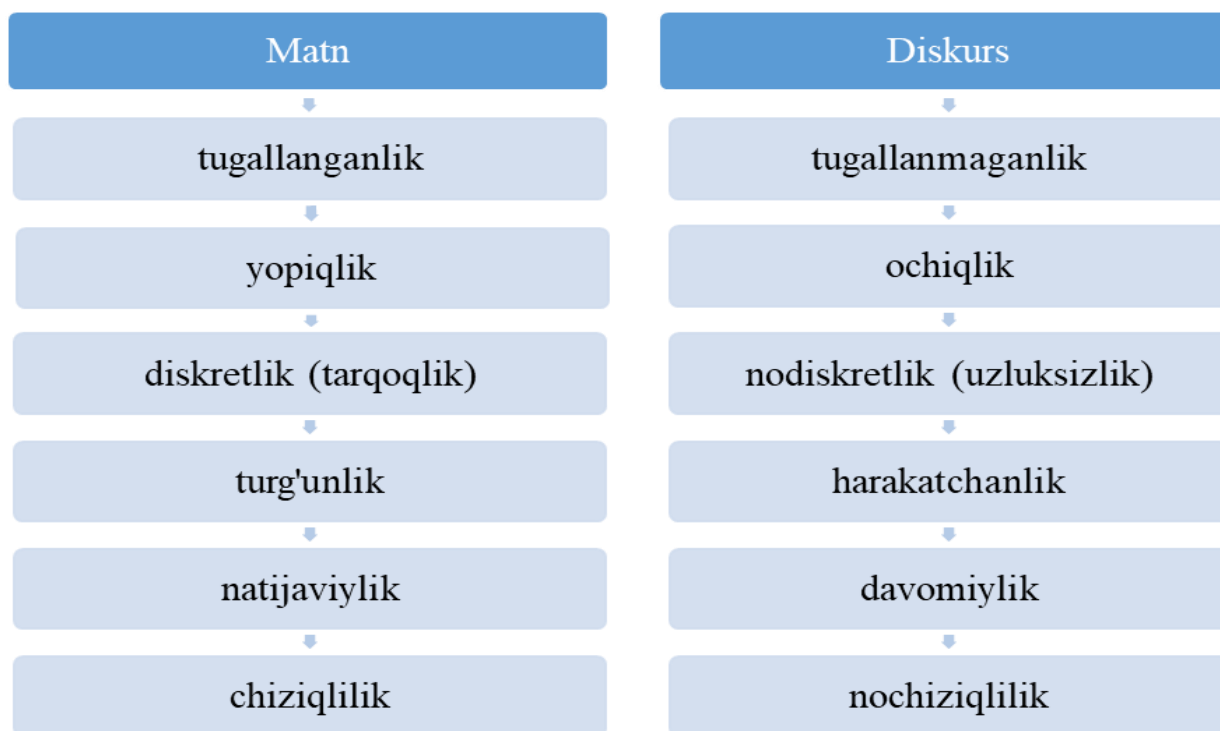 Matn
tugallanganlik
yopiqlik
diskretlik (tarqoqlik)
turg'unlik
natijaviylik
chiziqlilik
Diskurs
tugallanmaganlik
ochiqlik
nodiskretlik (uzluksizlik)
harakatchanlik
davomiylik
nochiziqlilik